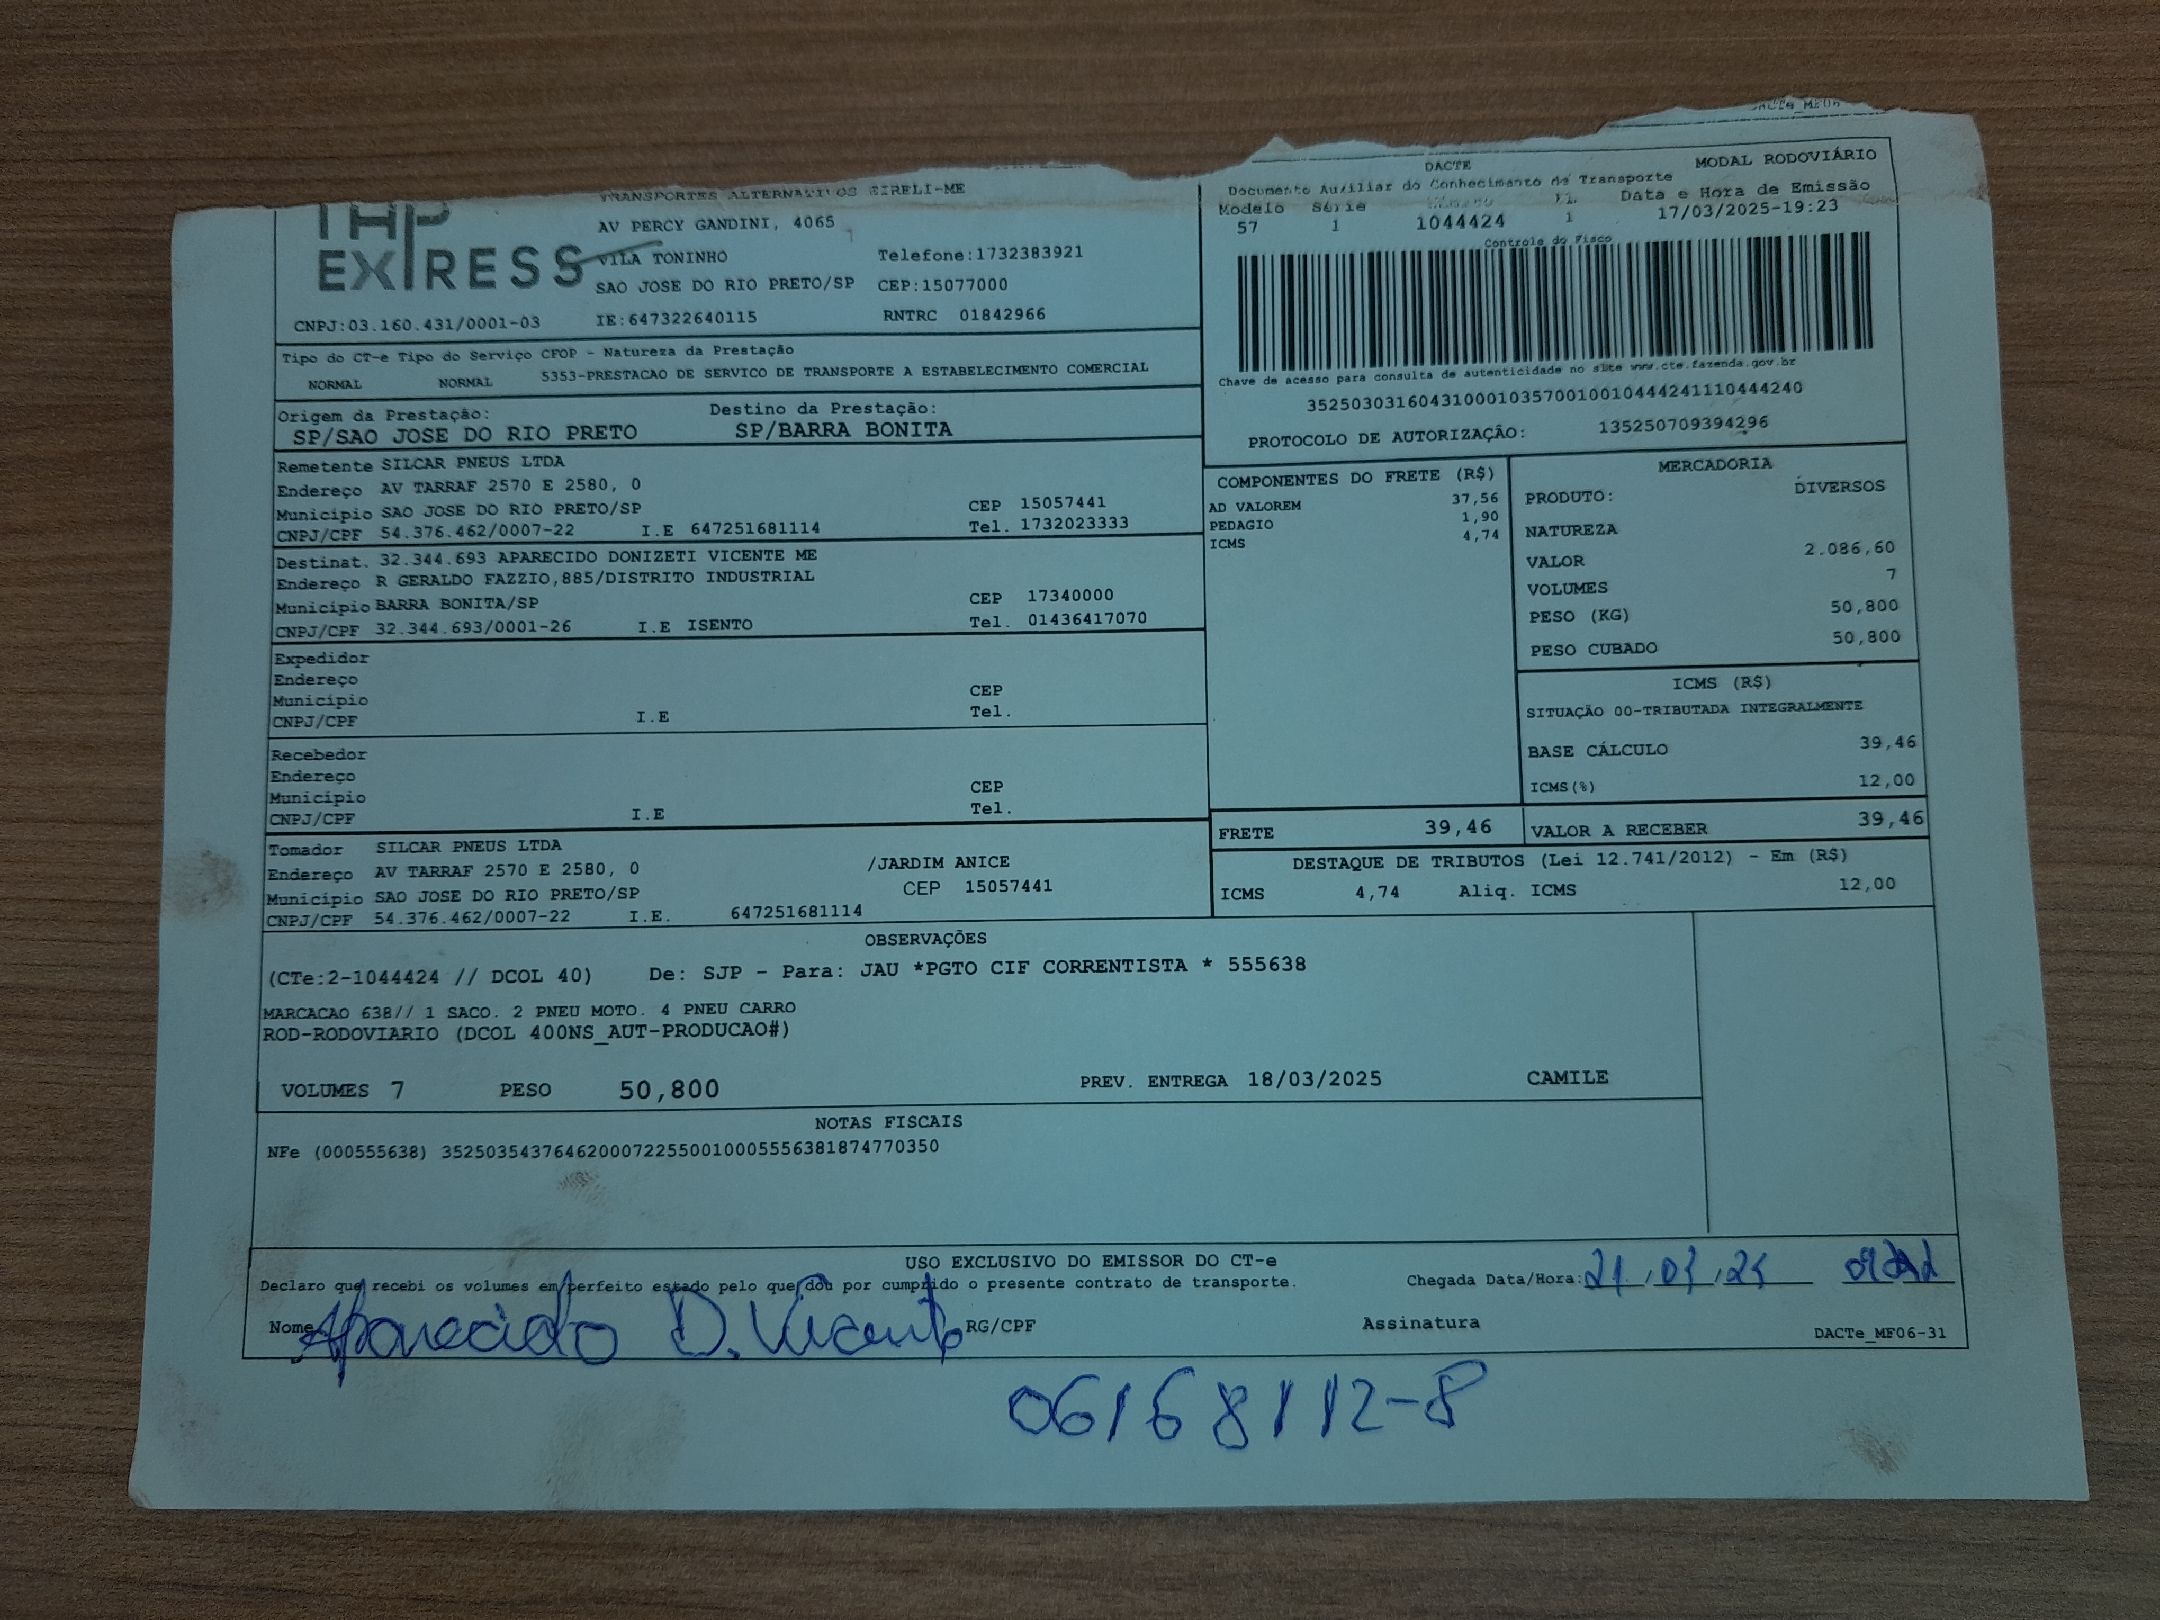 DACTe_MF06
TRANSPORTES ALTERNATIVOS EIRELI-ME
TAP
EXPRESS
AV PERCY GANDINI, 4065
VILA TONINHO Telefone:1732383921
SAO JOSE DO RIO PRETO/SP CEP:15077000
CNPJ:03.160.431/0001-03 IE:647322640115 RNTRC 01842966
DACTE MODAL RODOVIÁRIO
Documento Auxiliar do Conhecimento de Transporte
Modelo Série Número Fl. Data e Hora de Emissão
57 1 1044424 1 17/03/2025-19:23
Controle do Fisco
Chave de acesso para consulta de autenticidade no site www.cte.fazenda.gov.br
35250303160431000103570010010444241110444240
PROTOCOLO DE AUTORIZAÇÃO: 135250709394296
Tipo do CT-e Tipo do Serviço CFOP - Natureza da Prestação
NORMAL NORMAL 5353-PRESTACAO DE SERVICO DE TRANSPORTE A ESTABELECIMENTO COMERCIAL
Origem da Prestação: Destino da Prestação:
SP/SAO JOSE DO RIO PRETO SP/BARRA BONITA
Remetente SILCAR PNEUS LTDA
Endereço AV TARRAF 2570 E 2580, 0
Município SAO JOSE DO RIO PRETO/SP CEP 15057441
CNPJ/CPF 54.376.462/0007-22 I.E 647251681114 Tel. 1732023333
Destinat. 32.344.693 APARECIDO DONIZETI VICENTE ME
Endereço R GERALDO FAZZIO,885/DISTRITO INDUSTRIAL
Município BARRA BONITA/SP CEP 17340000
CNPJ/CPF 32.344.693/0001-26 I.E ISENTO Tel. 01436417070
Expedidor
Endereço
Município CEP
CNPJ/CPF I.E Tel.
Recebedor
Endereço
Município CEP
CNPJ/CPF I.E Tel.
Tomador SILCAR PNEUS LTDA
Endereço AV TARRAF 2570 E 2580, 0 /JARDIM ANICE
Município SAO JOSE DO RIO PRETO/SP CEP 15057441
CNPJ/CPF 54.376.462/0007-22 I.E. 647251681114
COMPONENTES DO FRETE (R$)
AD VALOREM 37,56
PEDAGIO 1,90
ICMS 4,74
MERCADORIA
PRODUTO: DIVERSOS
NATUREZA
VALOR 2.086,60
VOLUMES 7
PESO (KG) 50,800
PESO CUBADO 50,800
ICMS (R$)
SITUAÇÃO 00-TRIBUTADA INTEGRALMENTE
BASE CÁLCULO 39,46
ICMS(%) 12,00
FRETE 39,46 VALOR A RECEBER 39,46
DESTAQUE DE TRIBUTOS (Lei 12.741/2012) - Em (R$)
ICMS 4,74 Aliq. ICMS 12,00
OBSERVAÇÕES
(CTe:2-1044424 // DCOL 40) De: SJP - Para: JAU *PGTO CIF CORRENTISTA * 555638
MARCACAO 638// 1 SACO. 2 PNEU MOTO. 4 PNEU CARRO
ROD-RODOVIARIO (DCOL 400NS_AUT-PRODUCAO#)
VOLUMES 7 PESO 50,800 PREV. ENTREGA 18/03/2025 CAMILE
NOTAS FISCAIS
NFe (000555638) 35250354376462000722550010005556381874770350
USO EXCLUSIVO DO EMISSOR DO CT-e
Declaro que recebi os volumes em perfeito estado pelo que dou por cumprido o presente contrato de transporte. Chegada Data/Hora:
Nome Aparecido D. Vicente RG/CPF Assinatura DACTe_MF06-31
06168112-8